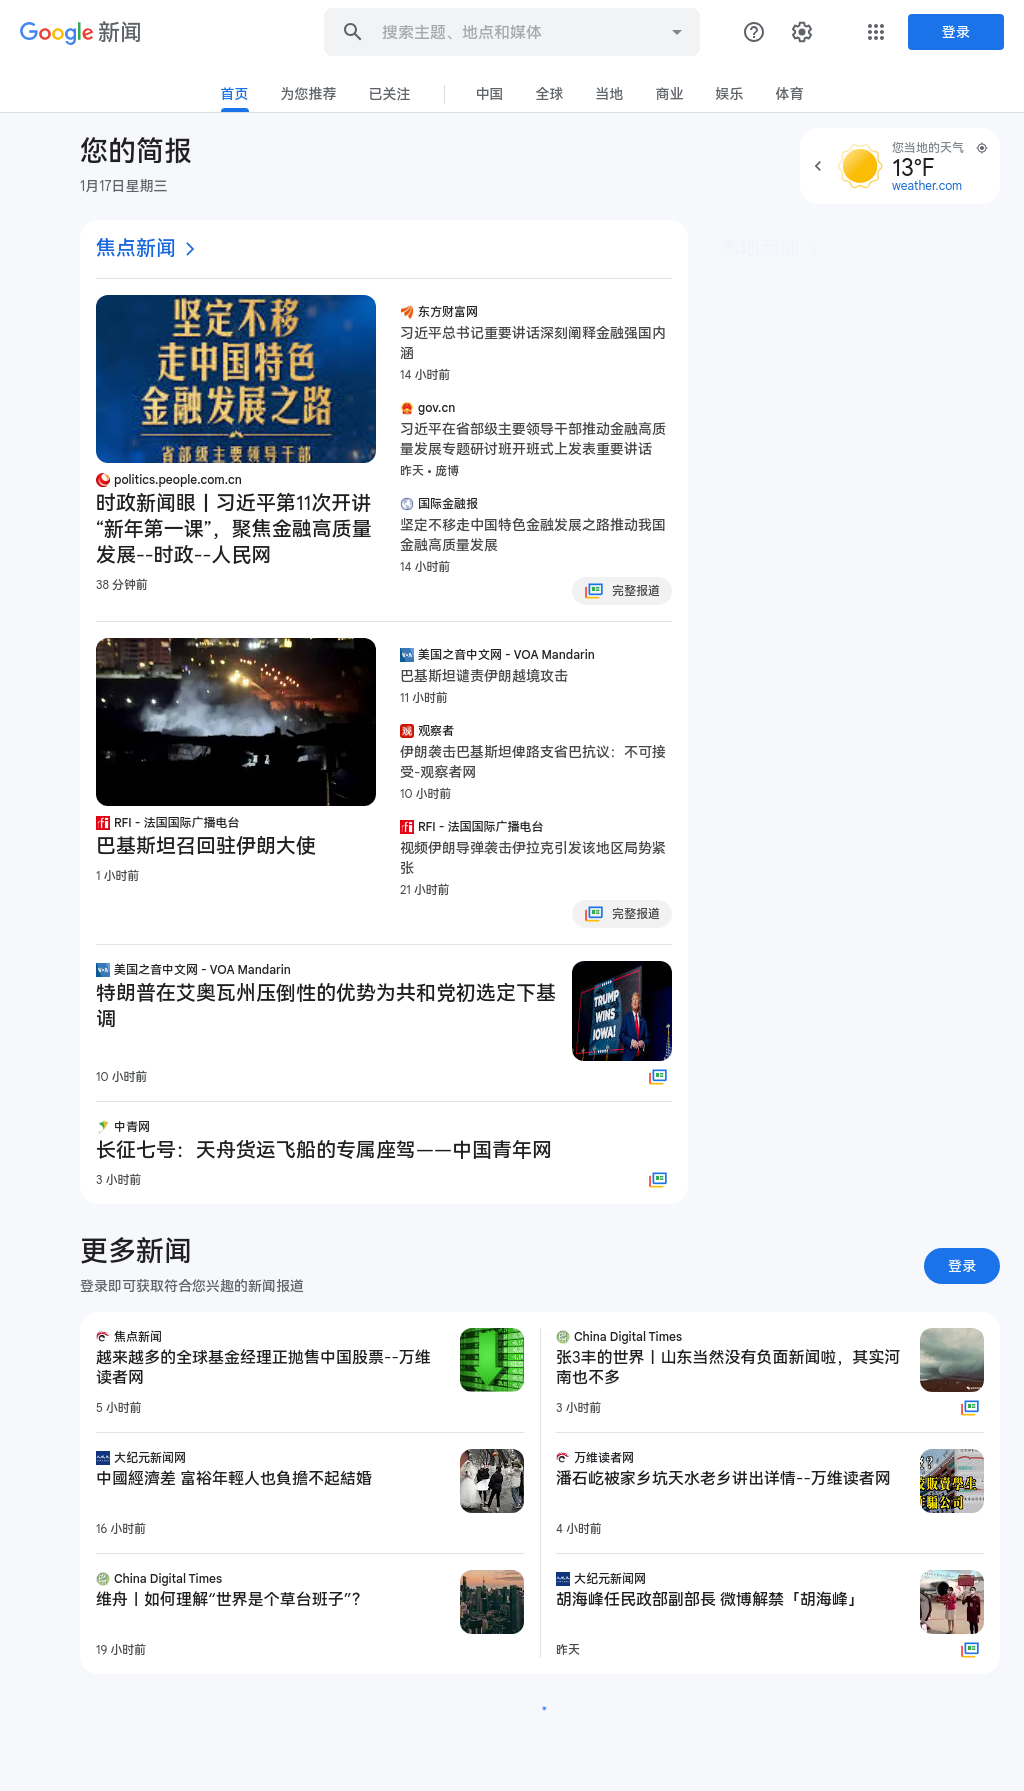 Google 新闻
搜索主题、地点和媒体
登录
首页
为您推荐
已关注
中国
全球
当地
商业
娱乐
体育
您的简报
1月17日星期三
您当地的天气
13°F
weather.com
焦点新闻
本地新闻
坚定不移
走中国特色
金融发展之路
省部级主要领导干部
politics.people.com.cn
时政新闻眼丨习近平第11次开讲
“新年第一课”，聚焦金融高质量
发展--时政--人民网
38 分钟前
东方财富网
习近平总书记重要讲话深刻阐释金融强国内
涵
14 小时前
gov.cn
习近平在省部级主要领导干部推动金融高质
量发展专题研讨班开班式上发表重要讲话
昨天 • 庞博
国际金融报
坚定不移走中国特色金融发展之路推动我国
金融高质量发展
14 小时前
完整报道
RFI - 法国国际广播电台
巴基斯坦召回驻伊朗大使
1 小时前
美国之音中文网 - VOA Mandarin
巴基斯坦谴责伊朗越境攻击
11 小时前
观察者
伊朗袭击巴基斯坦俾路支省巴抗议：不可接
受-观察者网
10 小时前
RFI - 法国国际广播电台
视频伊朗导弹袭击伊拉克引发该地区局势紧
张
21 小时前
完整报道
美国之音中文网 - VOA Mandarin
特朗普在艾奥瓦州压倒性的优势为共和党初选定下基
调
10 小时前
TRUMP
WINS
IOWA!
中青网
长征七号：天舟货运飞船的专属座驾——中国青年网
3 小时前
更多新闻
登录即可获取符合您兴趣的新闻报道
登录
焦点新闻
越来越多的全球基金经理正抛售中国股票--万维
读者网
5 小时前
China Digital Times
张3丰的世界丨山东当然没有负面新闻啦，其实河
南也不多
3 小时前
大纪元新闻网
中國經濟差 富裕年輕人也負擔不起結婚
16 小时前
万维读者网
潘石屹被家乡坑天水老乡讲出详情--万维读者网
4 小时前
販賣學生
騙公司
China Digital Times
维舟丨如何理解“世界是个草台班子”？
19 小时前
大纪元新闻网
胡海峰任民政部副部長 微博解禁「胡海峰」
昨天